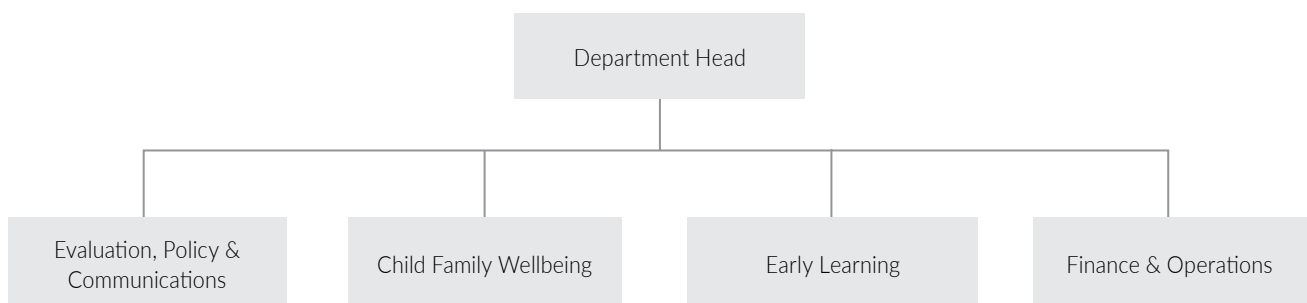 Department Head
Evaluation, Policy &
Communications
Child Family Wellbeing
Early Learning
Finance & Operations